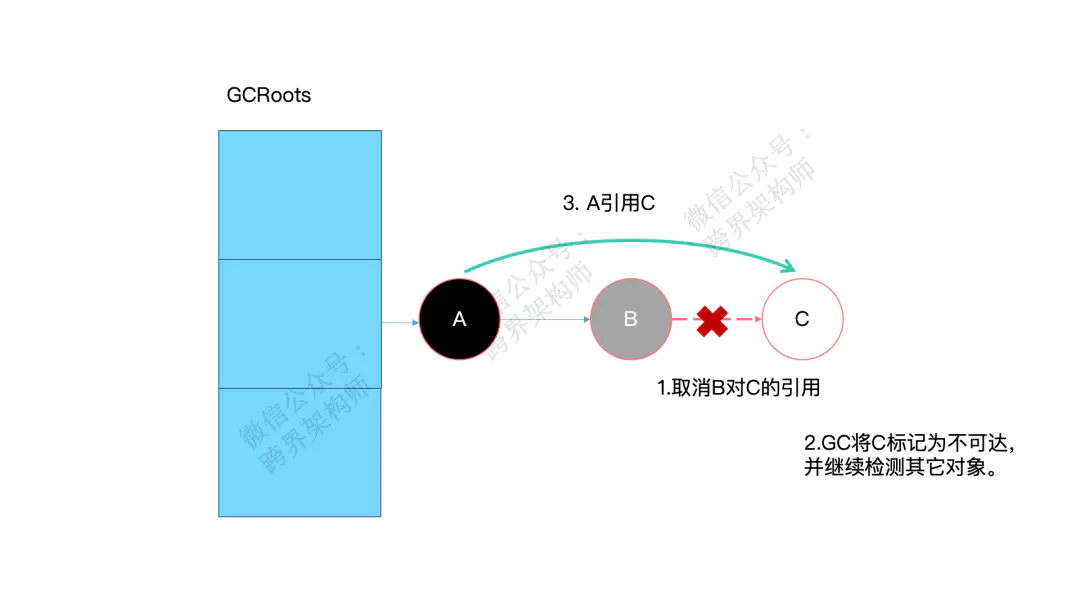 GCRoots
3. A引用C
A
B
C
1.取消B对C的引用
2.GC将C标记为不可达，
并继续检测其它对象。
微信公众号：
跨界架构师
微信公众号：
跨界架构师
微信公众号：
跨界架构师